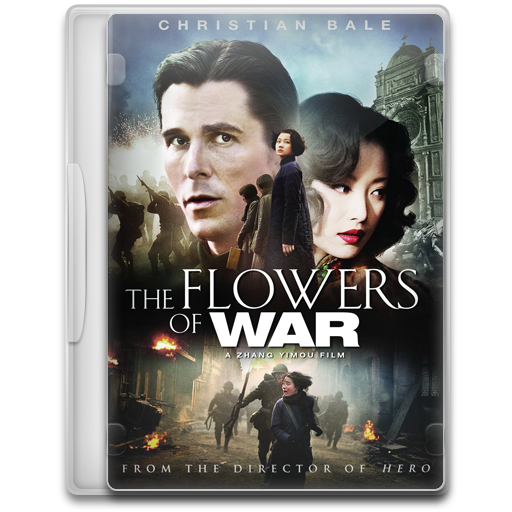 CHRISTIAN BALE
THE FLOWERS
OF WAR
A ZHANG YIMOU FILM
FROM THE DIRECTOR OF HERO